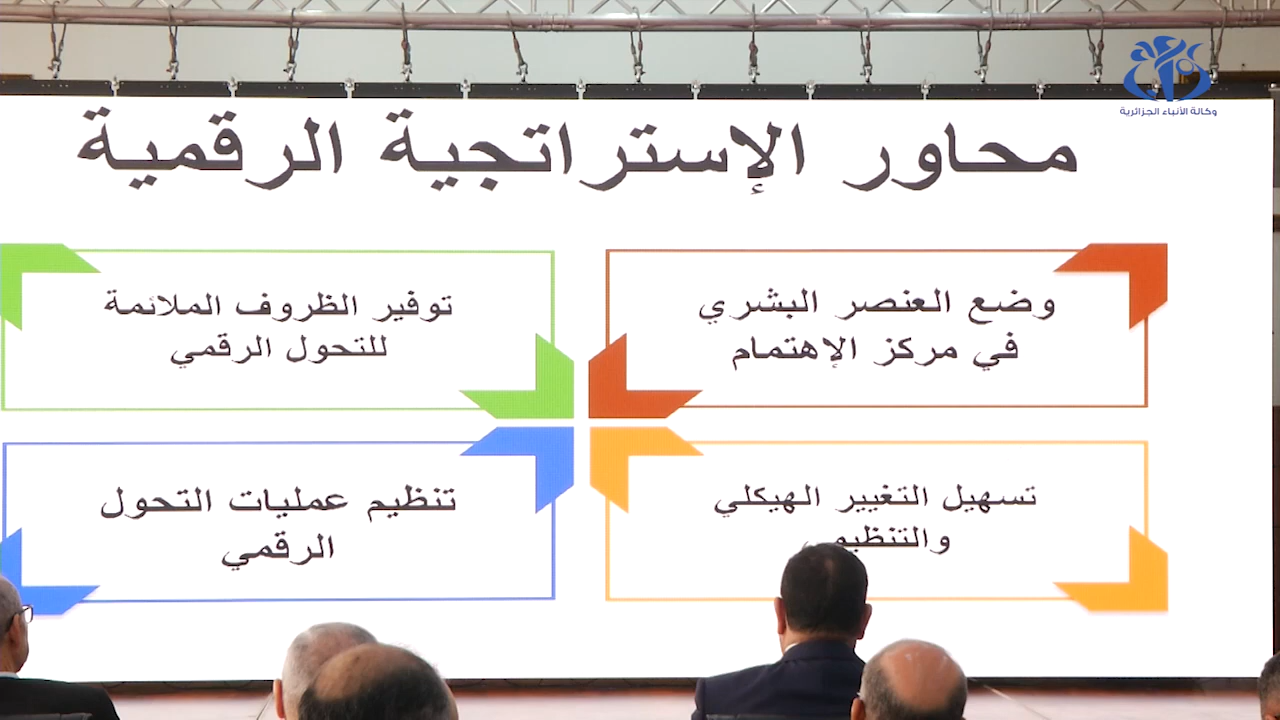 وكالة الأنباء الجزائرية
محاور الإستراتجية الرقمية
وضع العنصر البشري
في مركز الإهتمام
توفير الظروف الملائمة
للتحول الرقمي
تسهيل التغيير الهيكلي
والتنظيمي
تنظيم عمليات التحول
الرقمي